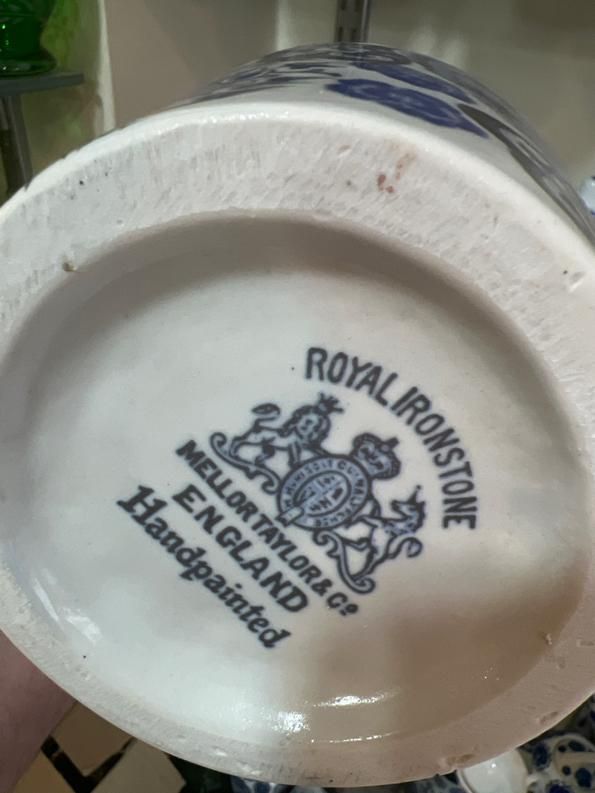 ROYAL IRONSTONE
MELLOR TAYLOR & Co
ENGLAND
Handpainted